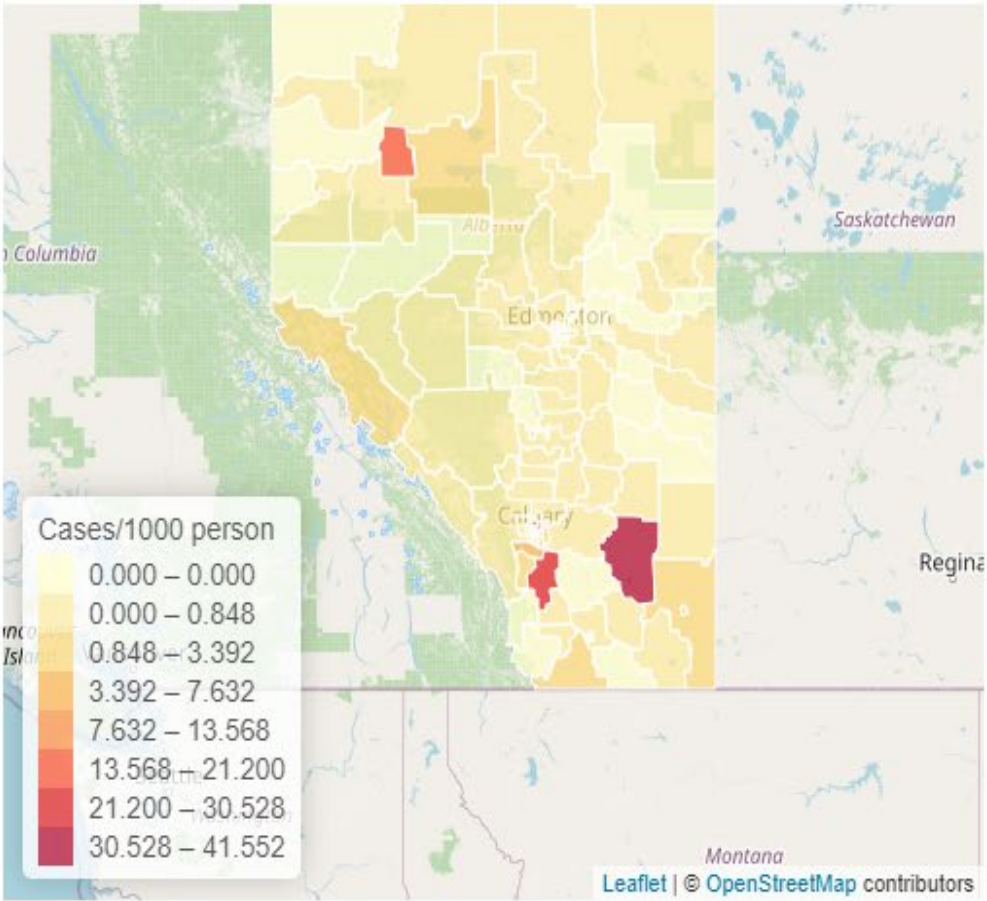 Saskatchewan
Alberta
Columbia
Edmonton
Calgary
Cases/1000 person
0.000 – 0.000
0.000 – 0.848
0.848 – 3.392
3.392 – 7.632
7.632 – 13.568
13.568 – 21.200
21.200 – 30.528
30.528 – 41.552
Regina
Isla
Seattle
Montana
Leaflet | © OpenStreetMap contributors